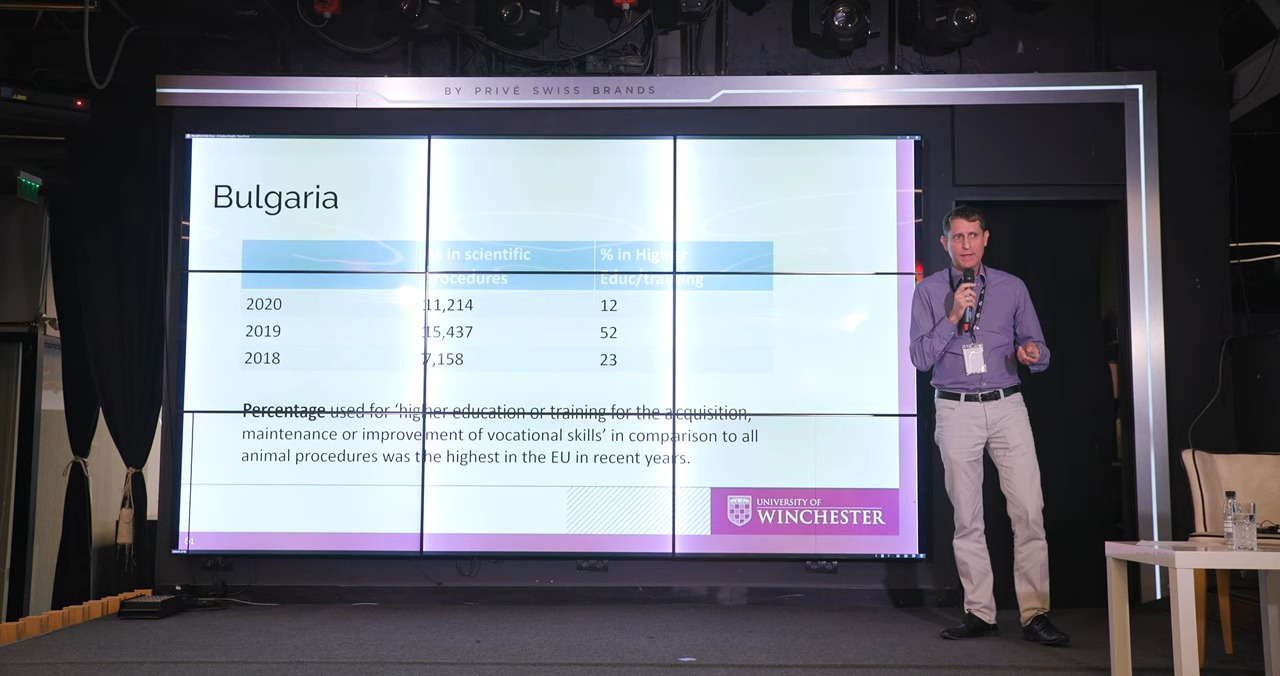 BY PRIVÉ SWISS BRANDS
Bulgaria
in scientific % in Higher
procedures Educ/training
2020 11,214 12
2019 15,437 52
2018 7,158 23
Percentage used for ‘higher education or training for the acquisition,
maintenance or improvement of vocational skills’ in comparison to all
animal procedures was the highest in the EU in recent years.
UNIVERSITY OF
WINCHESTER